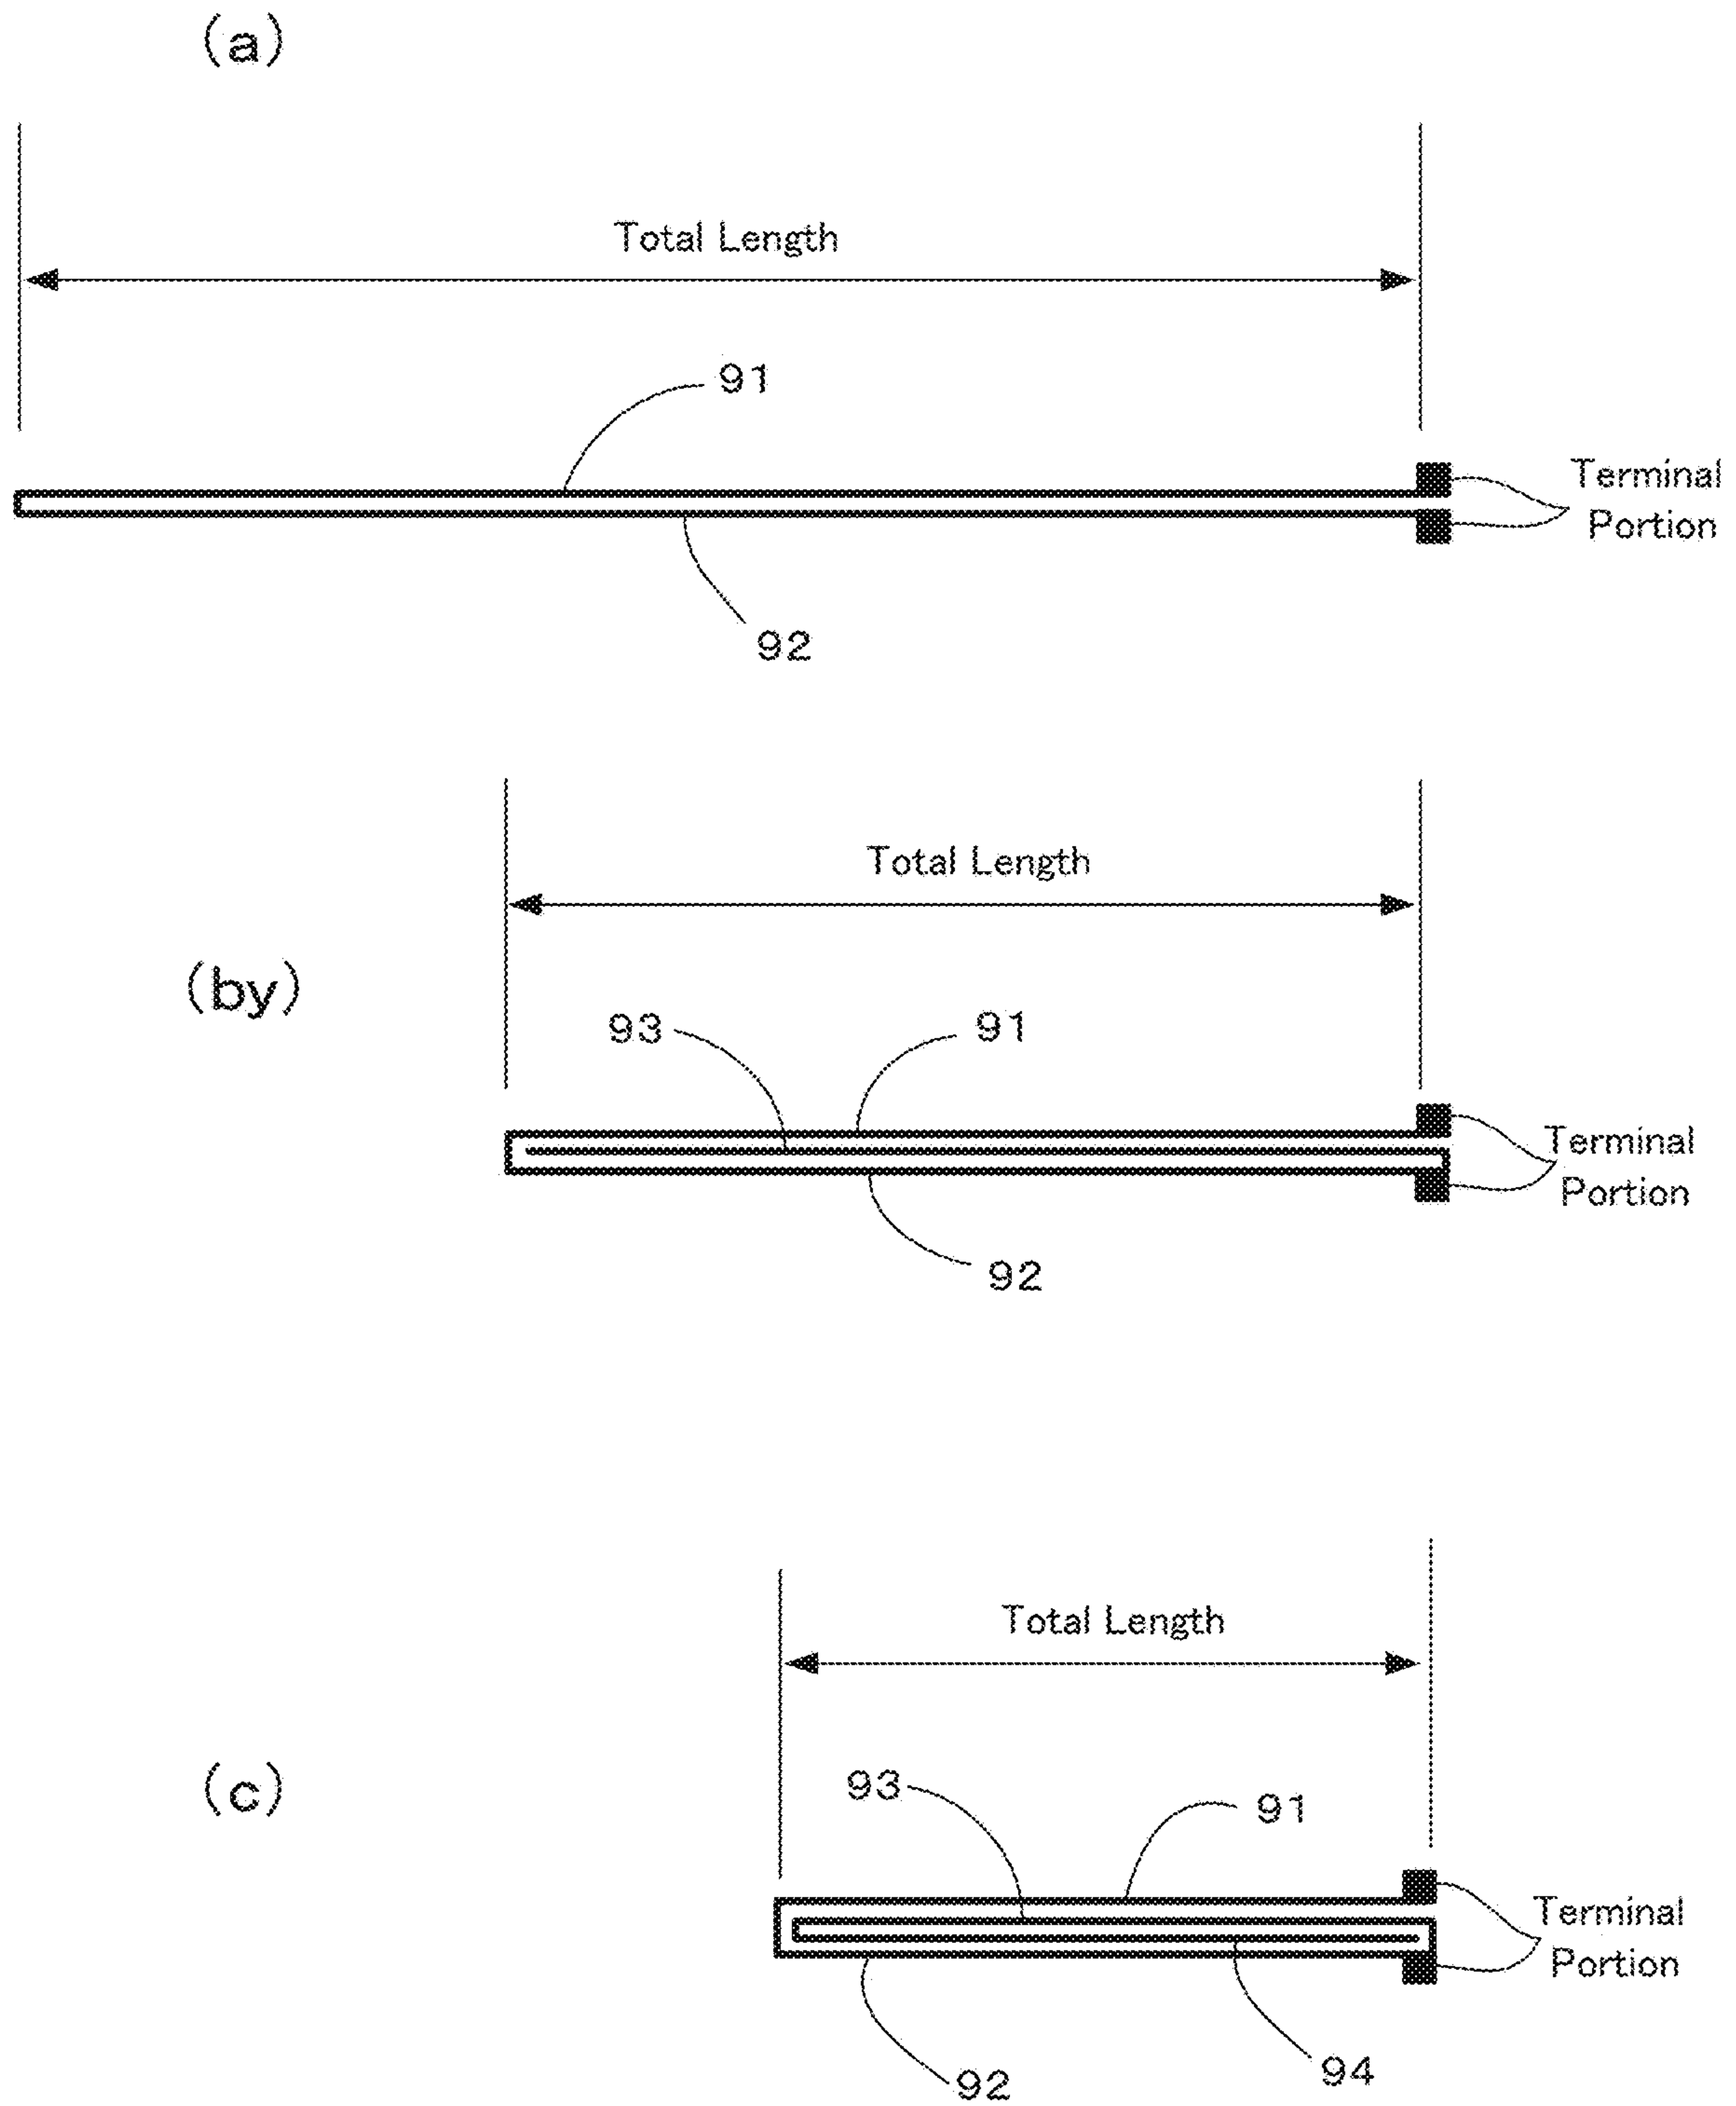 (a)
Total Length
91
Terminal
Portion
92
Total Length
(by)
93
91
Terminal
Portion
92
Total Length
(c)
93
91
Terminal
Portion
92
94